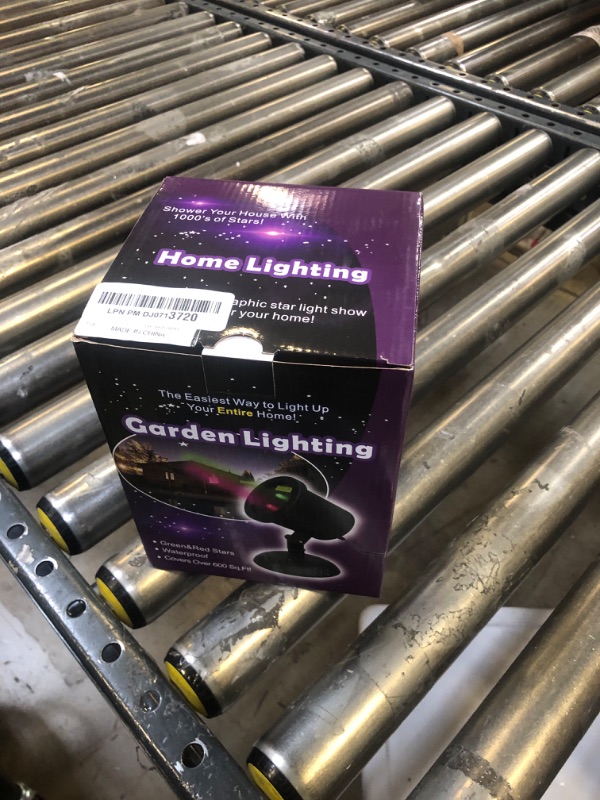 Shower Your House With
1000's of Stars!
Home Lighting
aphic star light show
r your home!
LPN PM DJ0713720
MADE IN CHINA
The Easiest Way to Light Up
Your Entire Home!
Garden Lighting
• Green&Red Stars
• Waterproof
• Covers Over 600 Sq.Ft!